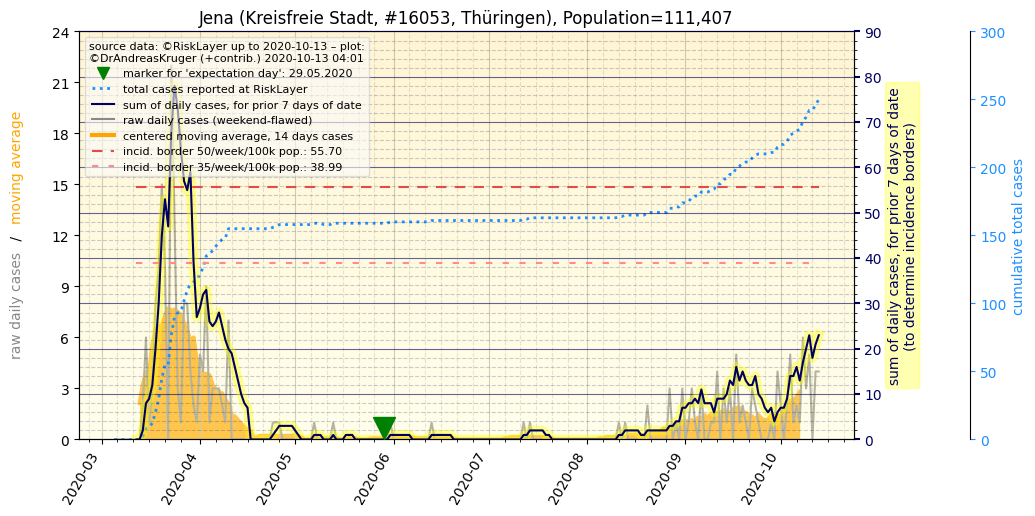 Jena (Kreisfreie Stadt, #16053, Thüringen), Population=111,407
source data: ©RiskLayer up to 2020-10-13 – plot:
©DrAndreasKruger (+contrib.) 2020-10-13 04:01
marker for 'expectation day': 29.05.2020
total cases reported at RiskLayer
sum of daily cases, for prior 7 days of date
raw daily cases (weekend-flawed)
centered moving average, 14 days cases
incid. border 50/week/100k pop.: 55.70
incid. border 35/week/100k pop.: 38.99
raw daily cases / moving average
24
21
18
15
12
9
6
3
0
90
80
70
60
50
40
30
20
10
0
sum of daily cases, for prior 7 days of date
(to determine incidence borders)
300
250
200
150
100
50
0
cumulative total cases
2020-03
2020-04
2020-05
2020-06
2020-07
2020-08
2020-09
2020-10